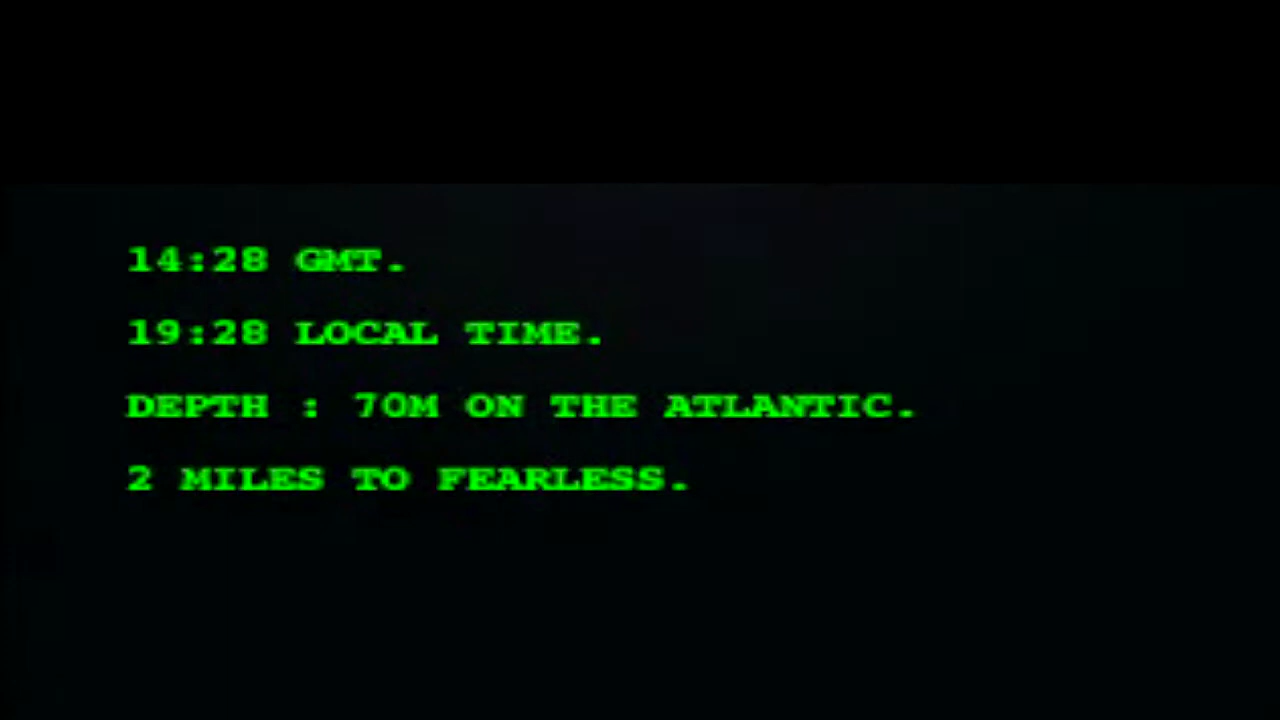 14:28 GMT.
19:28 LOCAL TIME.
DEPTH : 70M ON THE ATLANTIC.
2 MILES TO FEARLESS.